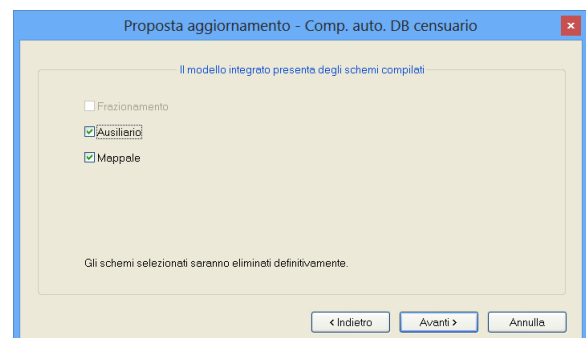 Proposta aggiornamento - Comp. auto. DB censuario
Il modello integrato presenta degli schemi compilati
Frazionamento
Ausiliario
Mappale
Gli schemi selezionati saranno eliminati definitivamente.
< Indietro Avanti > Annulla